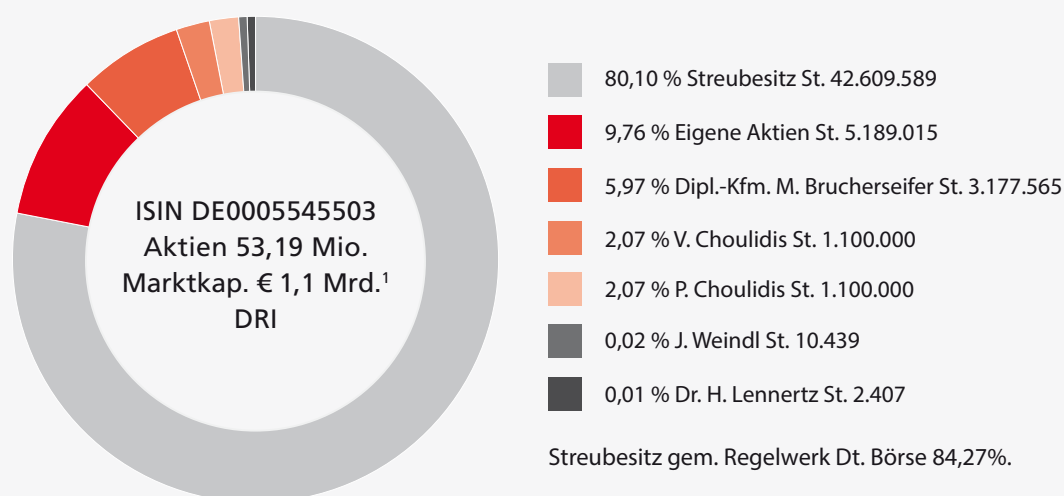 ISIN DE0005545503
Aktien 53,19 Mio.
Marktkap. € 1,1 Mrd.¹
DRI
80,10 % Streubesitz St. 42.609.589
9,76 % Eigene Aktien St. 5.189.015
5,97 % Dipl.-Kfm. M. Brucherseifer St. 3.177.565
2,07 % V. Choulidis St. 1.100.000
2,07 % P. Choulidis St. 1.100.000
0,02 % J. Weindl St. 10.439
0,01 % Dr. H. Lennertz St. 2.407
Streubesitz gem. Regelwerk Dt. Börse 84,27%.